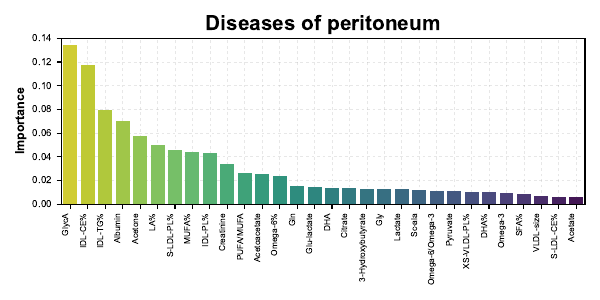 Diseases of peritoneum
Importance
0.14
0.12
0.10
0.08
0.06
0.04
0.02
0.00
GlycA
IDL-CE%
IDL-TG%
Albumin
Acetone
LA%
S-LDL-PL%
MUFA%
IDL-PL%
Creatinine
PUFA/MUFA
Acetoacetate
Omega-6%
Gln
Glu-lactate
DHA
Citrate
3-Hydroxybutyrate
Gly
Lactate
Omega-6/Omega-3
Pyruvate
XS-VLDL-PL%
DHA%
Omega-3
SFA%
VLDL-size
S-LDL-CE%
Acetate